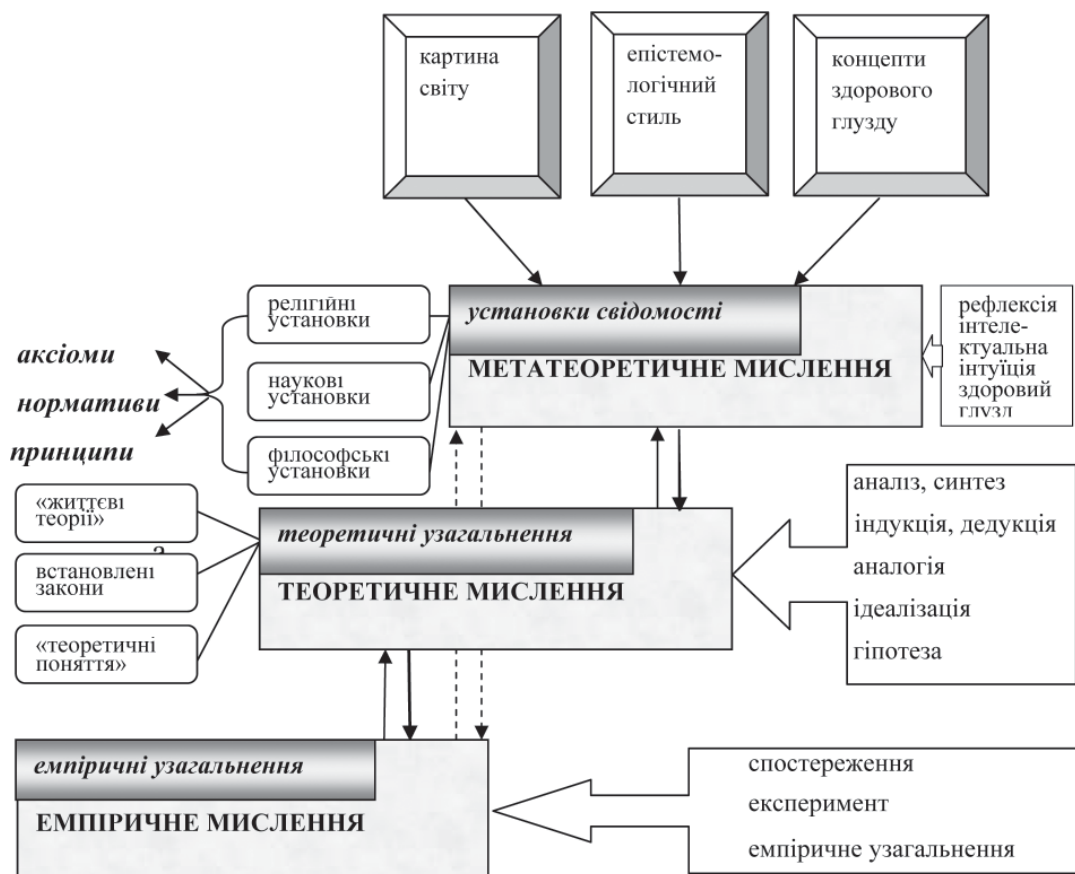 картина
світу
епістемо-
логічний
стиль
концепти
здорового
глузду
релігійні
установки
наукові
установки
філософські
установки
аксіоми
нормативи
принципи
установки свідомості
МЕТАТЕОРЕТИЧНЕ МИСЛЕННЯ
рефлексія
інтеле-
ктуальна
інтуїція
здоровий
глузд
«життєві
теорії»
встановлені
закони
«теоретичні
поняття»
теоретичні узагальнення
ТЕОРЕТИЧНЕ МИСЛЕННЯ
аналіз, синтез
індукція, дедукція
аналогія
ідеалізація
гіпотеза
емпіричні узагальнення
ЕМПІРИЧНЕ МИСЛЕННЯ
спостереження
експеримент
емпіричне узагальнення